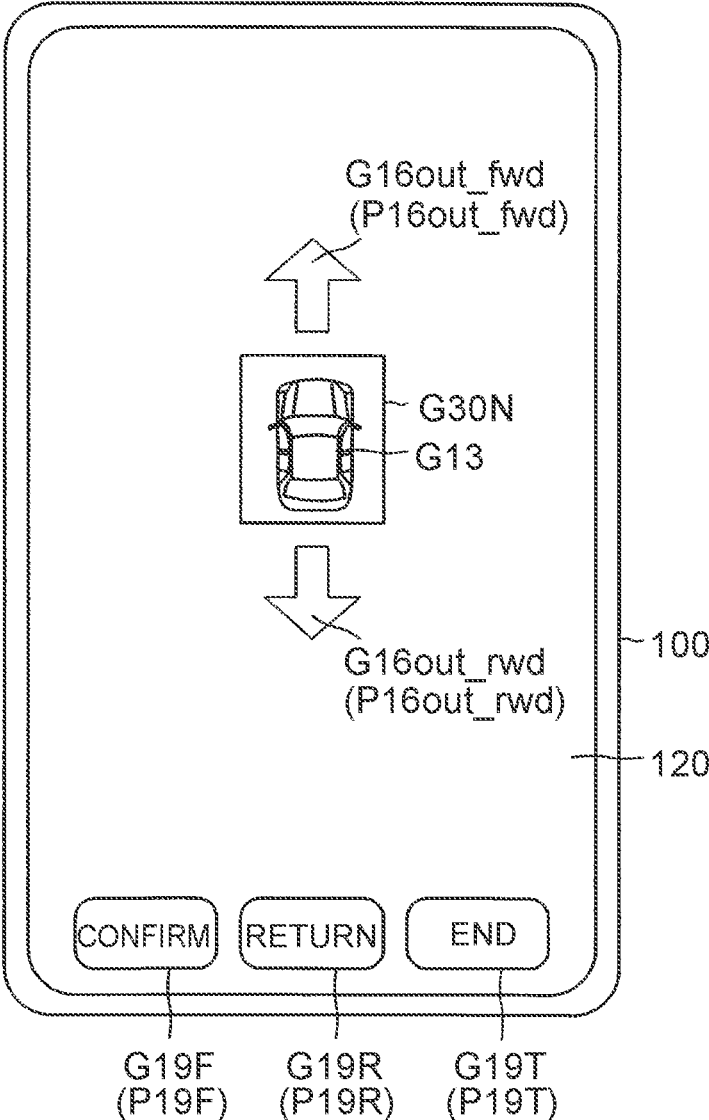 G16out_fwd
(P16out_fwd)
G30N
G13
100
G16out_rwd
(P16out_rwd)
120
CONFIRM RETURN END
G19F G19R G19T
(P19F) (P19R) (P19T)